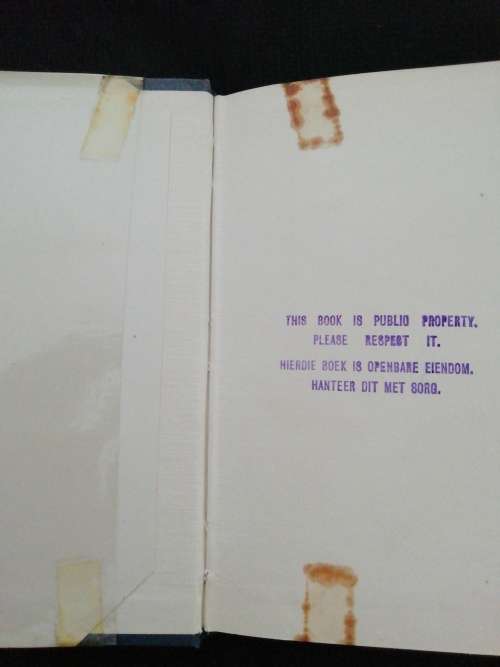 THIS BOOK IS PUBLIC PROPERTY.
PLEASE RESPECT IT.
HIERDIE BOEK IS OPENBARE EIENDOM.
HANTEER DIT MET SORG.